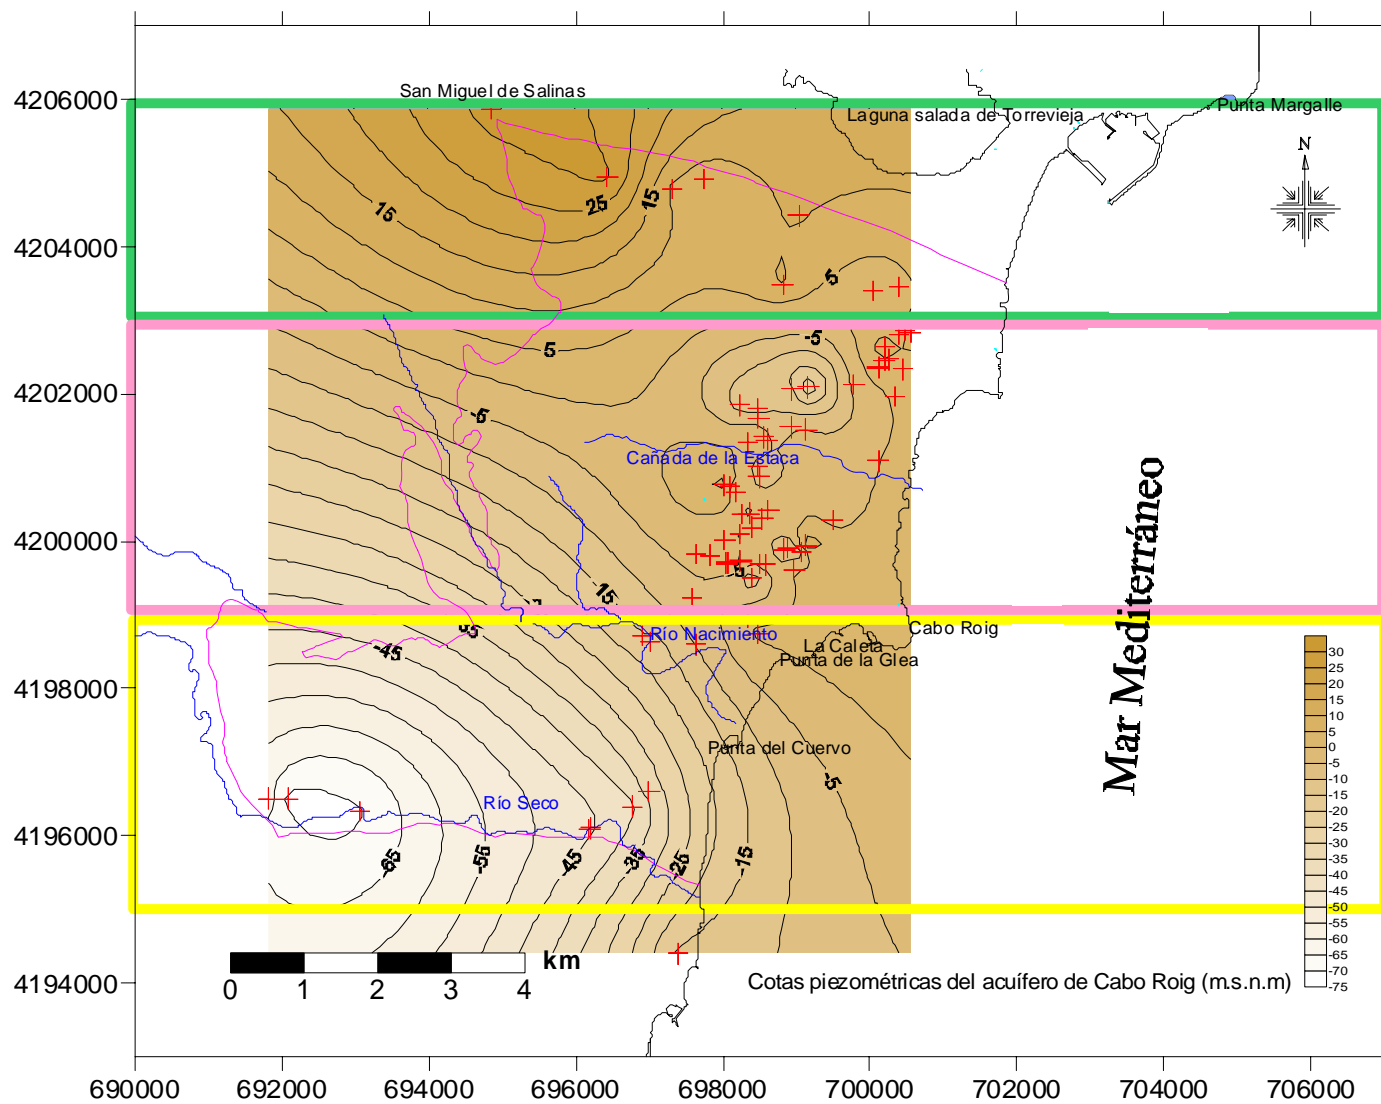 San Miguel de Salinas
4206000
Punta Margalle
Laguna salada de Torrevieja
N
15
25
15
4204000
5
-5
5
4202000
-5
Cañada de la Estaca
Mar Mediterráneo
4200000
15
Río Nacimiento
Cabo Roig
-45
La Caleta
Punta de la Glea
4198000
Punta del Cuervo
-5
Río Seco
4196000
-65
-55
-45
-35
-25
-15
30
25
20
15
10
5
0
-5
-10
-15
-20
-25
-30
-35
-40
-45
-50
-55
-60
-65
-70
-75
km
0 1 2 3 4
Cotas piezométricas del acuífero de Cabo Roig (m.s.n.m)
4194000
690000 692000 694000 696000 698000 700000 702000 704000 706000